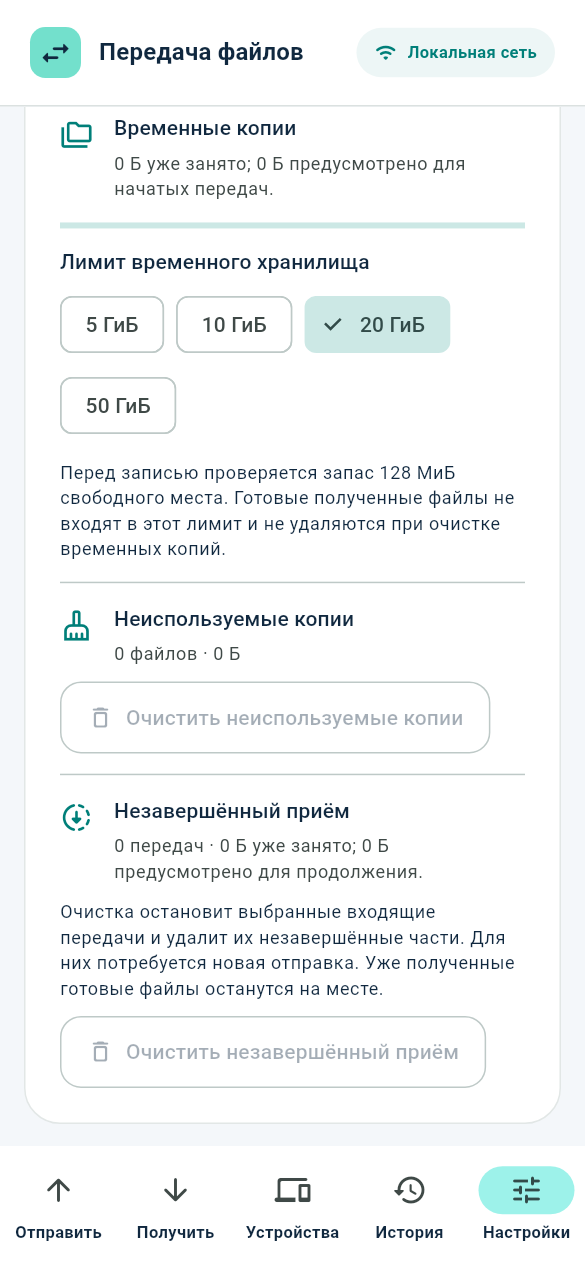 Передача файлов
Локальная сеть
Временные копии
0 Б уже занято; 0 Б предусмотрено для
начатых передач.
Лимит временного хранилища
5 ГиБ
10 ГиБ
20 ГиБ
50 ГиБ
Перед записью проверяется запас 128 МиБ
свободного места. Готовые полученные файлы не
входят в этот лимит и не удаляются при очистке
временных копий.
Неиспользуемые копии
0 файлов · 0 Б
Очистить неиспользуемые копии
Незавершённый приём
0 передач · 0 Б уже занято; 0 Б
предусмотрено для продолжения.
Очистка остановит выбранные входящие
передачи и удалит их незавершённые части. Для
них потребуется новая отправка. Уже полученные
готовые файлы останутся на месте.
Очистить незавершённый приём
Отправить
Получить
Устройства
История
Настройки